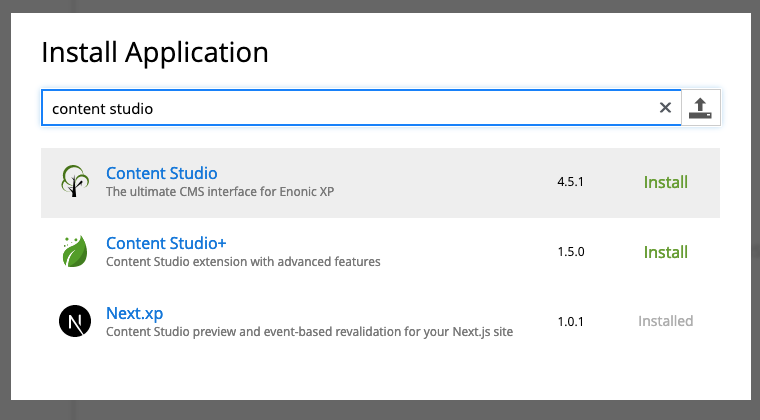 Install Application
content studio
Content Studio
The ultimate CMS interface for Enonic XP
4.5.1
Install
Content Studio+
Content Studio extension with advanced features
1.5.0
Install
Next.xp
Content Studio preview and event-based revalidation for your Next.js site
1.0.1
Installed